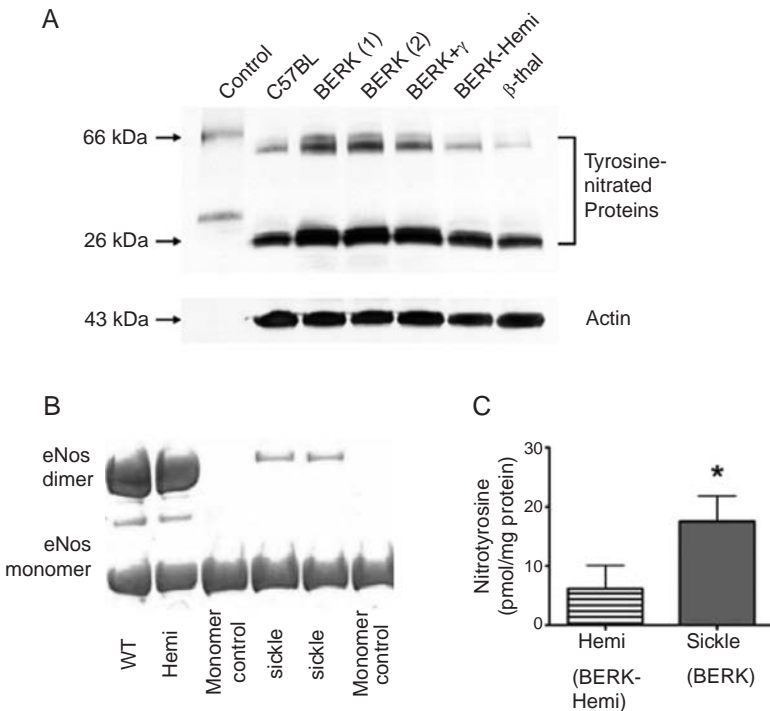 A
Control
C57BL
BERK (1)
BERK (2)
BERK+γ
BERK-Hemi
β-thal
66 kDa
26 kDa
Tyrosine-
nitrated
Proteins
43 kDa
Actin
B
eNos
dimer
eNos
monomer
WT
Hemi
Monomer
control
sickle
sickle
Monomer
control
C
Nitrotyrosine
(pmol/mg protein)
30
20
10
0
*
Hemi
Sickle
(BERK-
Hemi)
(BERK)